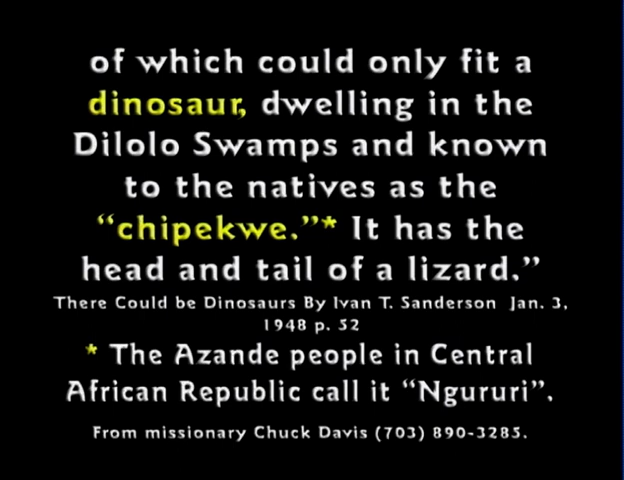 of which could only fit a
dinosaur, dwelling in the
Dilolo Swamps and known
to the natives as the
“chipekwe.”* It has the
head and tail of a lizard.”
There Could be Dinosaurs By Ivan T. Sanderson Jan. 3,
1948 p. 52
* The Azande people in Central
African Republic call it “Ngururi”.
From missionary Chuck Davis (703) 890-3285.